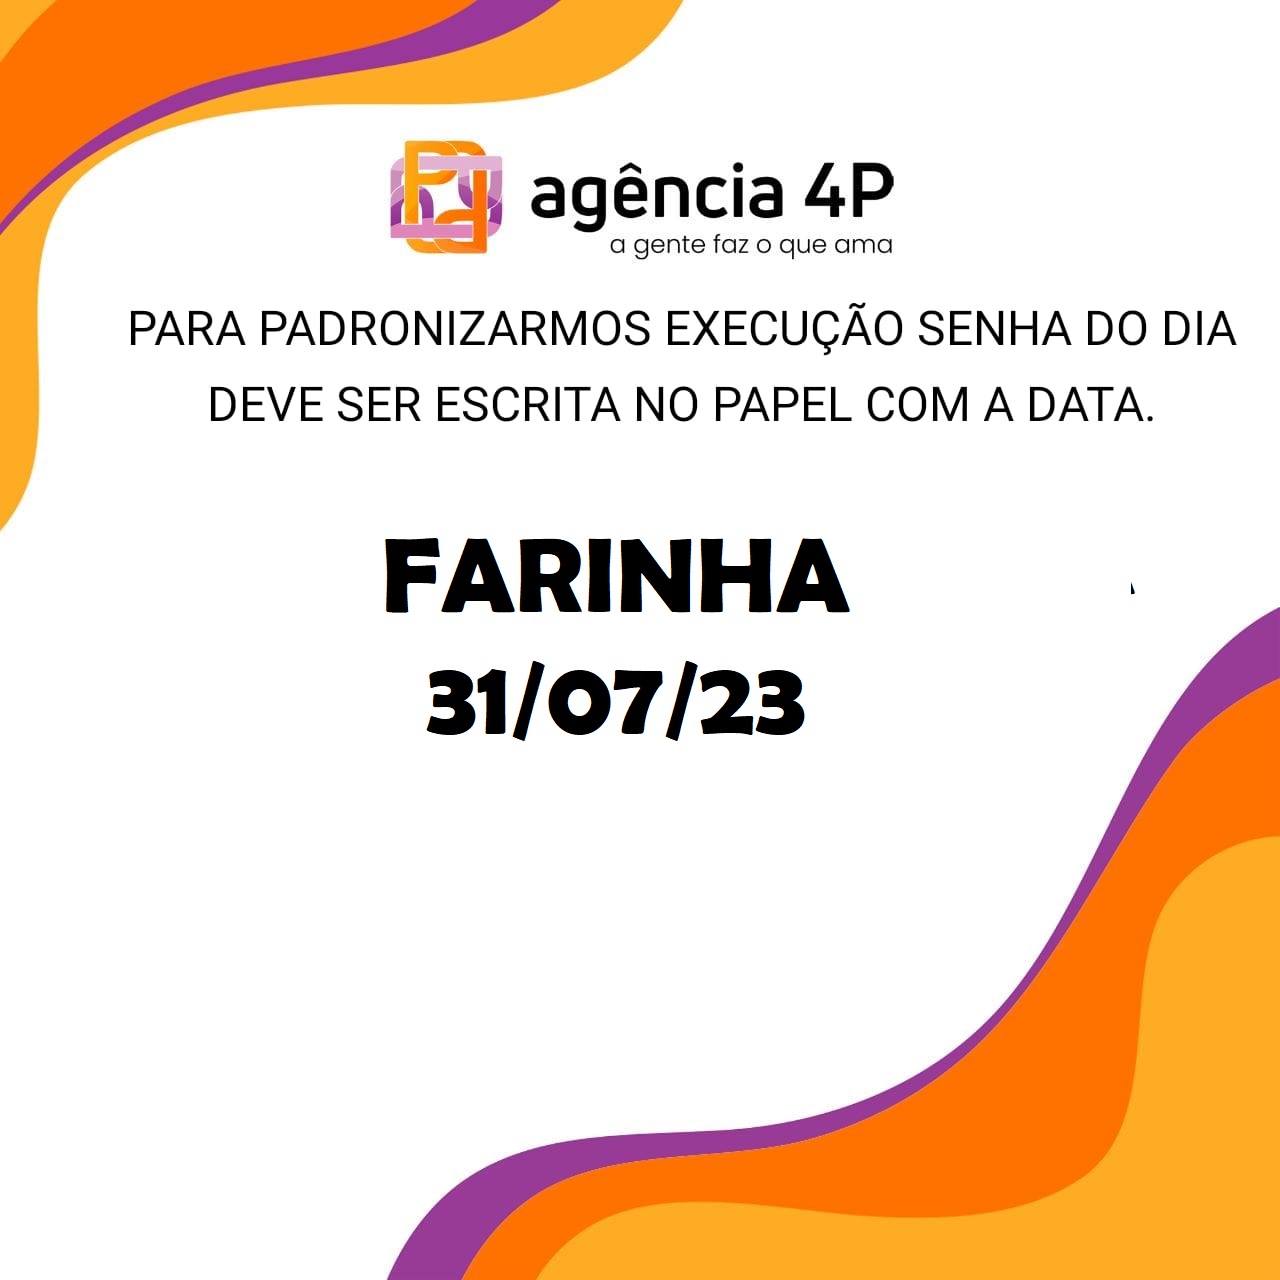 agência 4P
a gente faz o que ama
PARA PADRONIZARMOS EXECUÇÃO SENHA DO DIA
DEVE SER ESCRITA NO PAPEL COM A DATA.
FARINHA
31/07/23